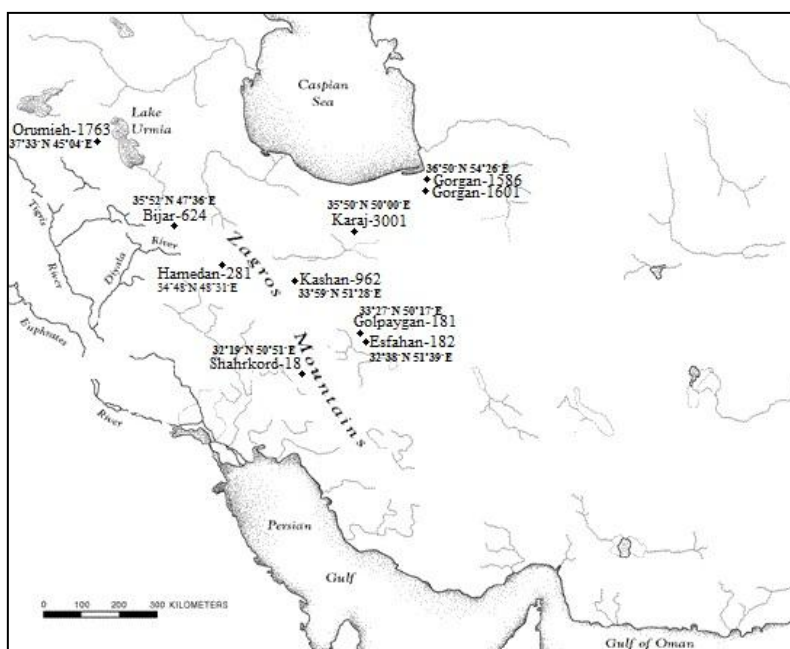 Caspian
Sea
Lake
Urmia
Orumieh-1763
37°33´N 45°04´E
36°50´N 54°26´E
Gorgan-1586
Gorgan-1601
35°52´N 47°36´E
Bijar-624
35°50´N 50°00´E
Karaj-3001
Tigris
River
Diyala
River
Zagros
Mountains
Hamedan-281
34°48´N 48°31´E
Kashan-962
33°59´N 51°28´E
33°27´N 50°17´E
Golpaygan-181
Esfahan-182
32°38´N 51°39´E
Euphrates
River
32°19´N 50°51´E
Shahrkord-18
Persian
Gulf
0 100 200 300 KILOMETERS
Gulf of Oman